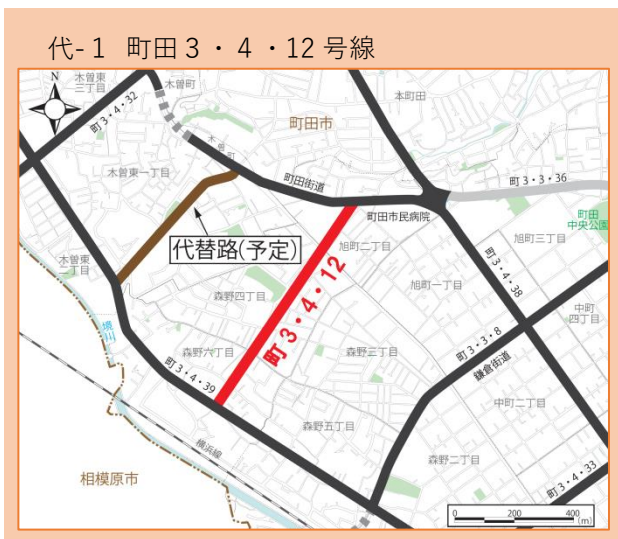 代-1 町田3・4・12号線
N
木曽東
三丁目
木曽町
町3・4・32
本町田
町田市
木曽町
木曽東一丁目
町田街道
町3・3・36
町田市民病院
町田
中央公園
代替路(予定)
旭町二丁目
旭町三丁目
木曽東
二丁目
町3・4・38
町3・4・12
旭町一丁目
森野四丁目
中町
四丁目
境川
森野六丁目
森野三丁目
町3・3・8
鎌倉街道
町3・4・39
中町二丁目
森野五丁目
横浜線
森野二丁目
相模原市
町3・4・33
0 200 400
(m)